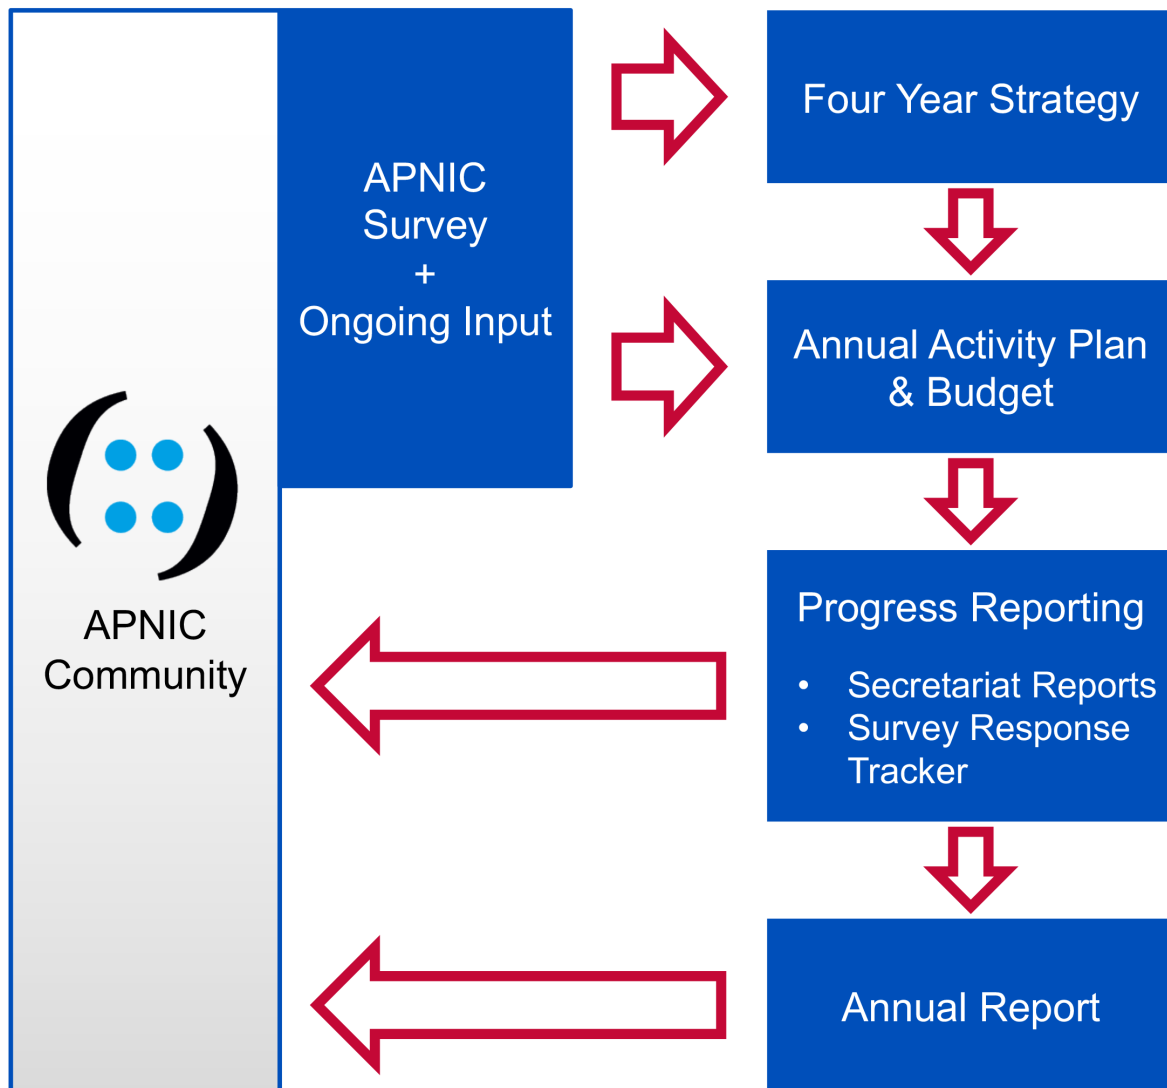 APNIC
Survey
+
Ongoing Input
Four Year Strategy
Annual Activity Plan
& Budget
APNIC
Community
Progress Reporting
• Secretariat Reports
• Survey Response
Tracker
Annual Report